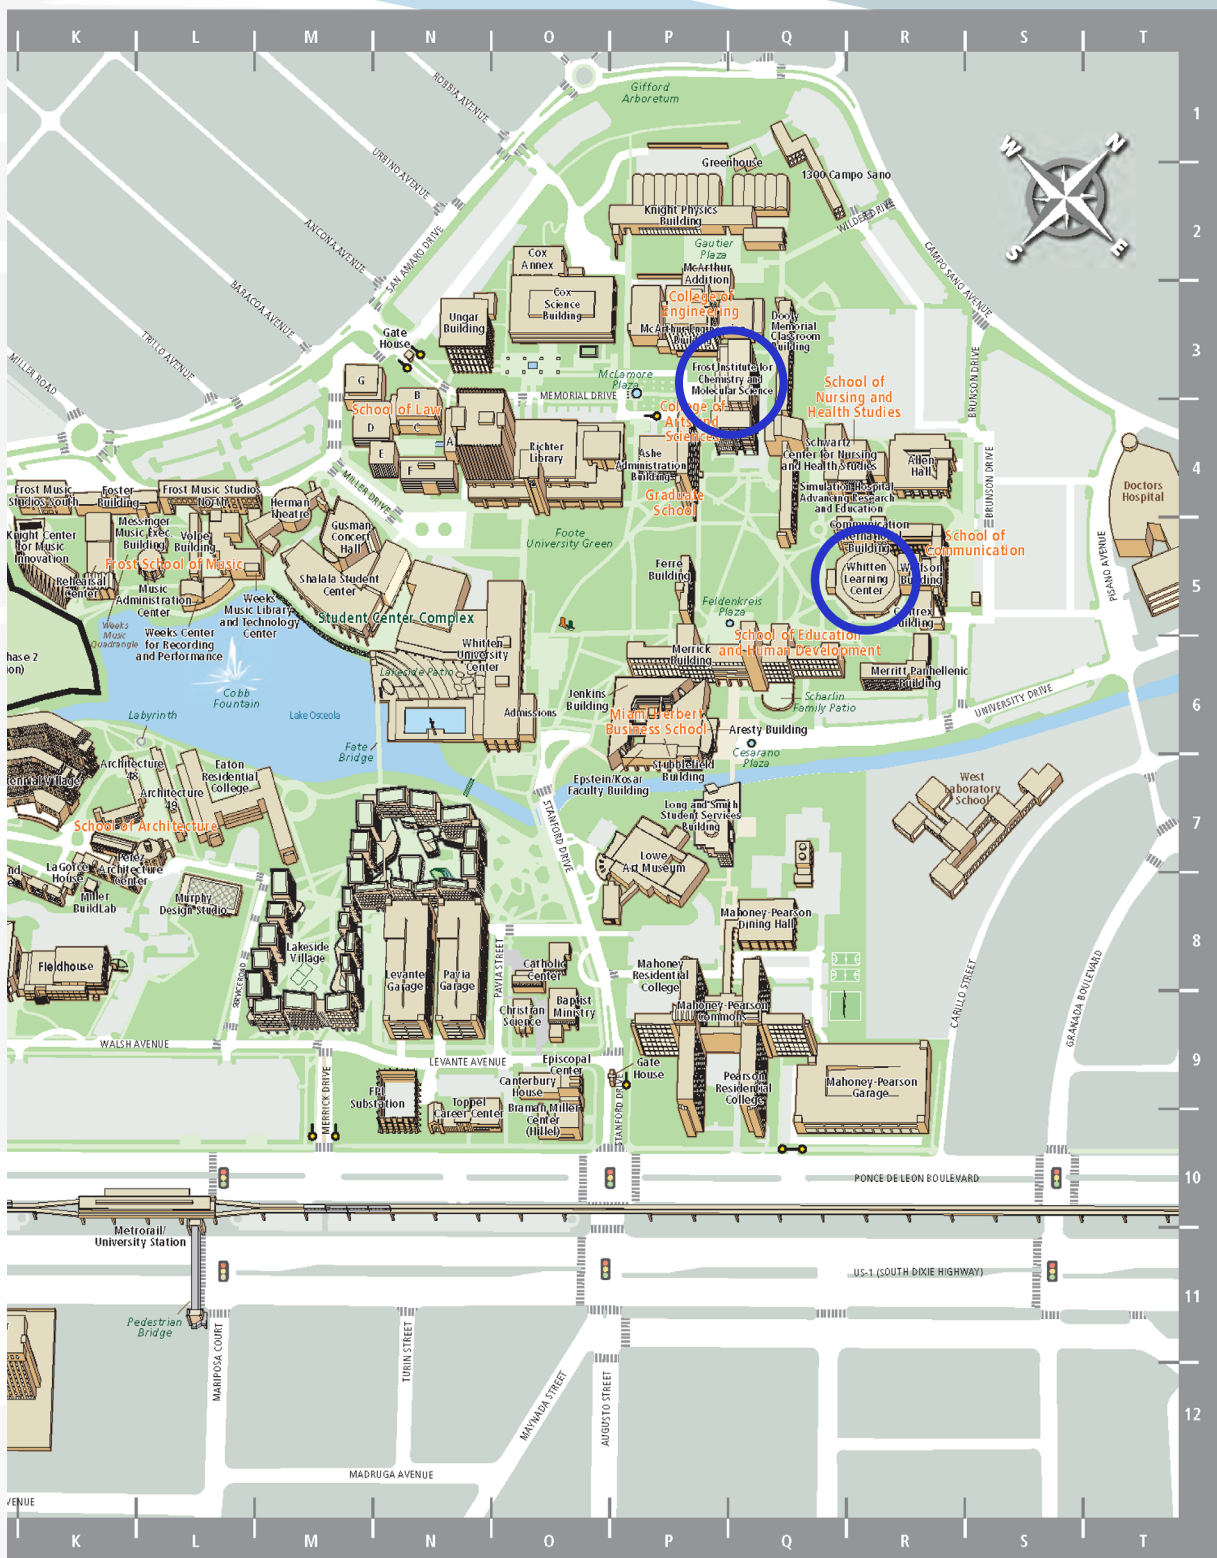 K L M N O P Q R S T
1
2
3
4
5
6
7
8
9
10
11
12
N
E
S
W
Gifford
Arboretum
ROBBIA AVENUE
URBINO AVENUE
ANCONA AVENUE
BARACOA AVENUE
TRILLO AVENUE
MILLER ROAD
SAN AMARO DRIVE
Greenhouse
1300 Campo Sano
WILDER DRIVE
CAMPO SANO AVENUE
Knight Physics
Building
Gautier
Plaza
Cox
Annex
Cox
Science
Building
McArthur
Addition
College of
Engineering
McArthur Engineering
Building
Dooly
Memorial
Classroom
Building
Ungar
Building
Gate
House
McLamore
Plaza
Frost Institute for
Chemistry and
Molecular Science
MEMORIAL DRIVE
School of
Nursing and
Health Studies
BRUNSON DRIVE
G
B
School of Law
D
C
A
E
F
College of
Arts and
Sciences
Richter
Library
Ashe
Administration
Building
Schwartz
Center for Nursing
and Health Studies
Allen
Hall
Simulation Hospital
Advancing Research
and Education
Graduate
School
BRUNSON DRIVE
Doctors
Hospital
Frost Music
Studios South
Foster
Building
Frost Music Studios
North
Herman
Theatre
MILLER DRIVE
Gusman
Concert
Hall
Foote
University Green
Communication
International
Building
School of
Communication
Knight Center
for Music
Innovation
Messinger
Music Exec.
Building
Volpe
Building
Frost School of Music
Rehearsal
Center
Music
Administration
Center
Shalala Student
Center
Ferre
Building
Whitten
Learning
Center
Wolfson
Building
PISANO AVENUE
Weeks
Music Library
and Technology
Center
Student Center Complex
Feldenkreis
Plaza
Centrex
Building
Weeks
Music
Quadrangle
Weeks Center
for Recording
and Performance
School of Education
and Human Development
Merrick
Building
Whitten
University
Center
Lakeside Patio
Merritt Panhellenic
Building
hase 2
on)
Cobb
Fountain
Jenkins
Building
Scharlin
Family Patio
UNIVERSITY DRIVE
Labyrinth
Lake Osceola
Admissions
Miami Herbert
Business School
Aresty Building
Fate
Bridge
Cesarano
Plaza
Stubblefield
Building
Architecture
48
Eaton
Residential
College
Epstein/Kosar
Faculty Building
West
Laboratory
School
ennial Village
Architecture
49
STANFORD DRIVE
Long and Smith
Student Services
Building
School of Architecture
LaGorce
House
Perez
Architecture
Center
Lowe
Art Museum
Miller
BuildLab
Murphy
Design Studio
Mahoney-Pearson
Dining Hall
Fieldhouse
Lakeside
Village
SERVICE ROAD
Levante
Garage
Pavia
Garage
PAVIA STREET
Catholic
Center
Mahoney
Residential
College
CARILLO STREET
GRANADA BOULEVARD
Christian
Science
Baptist
Ministry
Mahoney-Pearson
Commons
WALSH AVENUE
LEVANTE AVENUE
Episcopal
Center
Gate
House
MERRICK DRIVE
FPL
Substation
Canterbury
House
Toppel
Career Center
Braman Miller
Center
(Hillel)
STANFORD DRIVE
Pearson
Residential
College
Mahoney-Pearson
Garage
PONCE DE LEON BOULEVARD
Metrorail/
University Station
US-1 (SOUTH DIXIE HIGHWAY)
Pedestrian
Bridge
MARIPOSA COURT
TURIN STREET
MAYNADA STREET
AUGUSTO STREET
MADRUGA AVENUE
VENUE
K L M N O P Q R S T